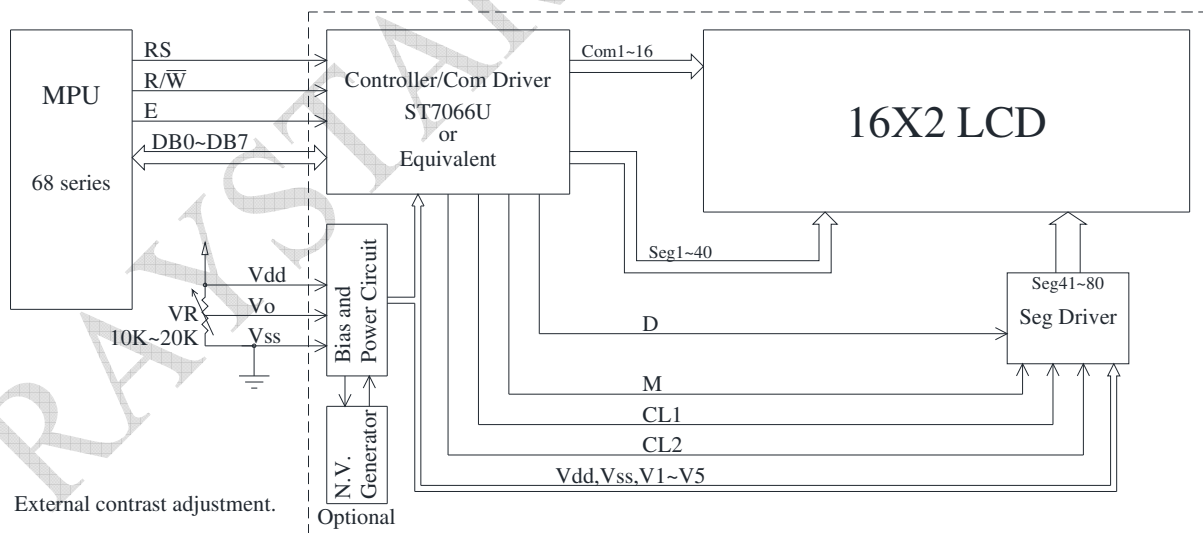 RS
R/W̅
E
DB0~DB7
MPU
68 series
Controller/Com Driver
ST7066U
or
Equivalent
Com1~16
16X2 LCD
Seg1~40
Seg41~80
Seg Driver
Vdd
Vo
Vss
VR
10K~20K
Bias and
Power Circuit
D
M
CL1
CL2
Vdd,Vss,V1~V5
N.V.
Generator
Optional
External contrast adjustment.
RAYSTAR